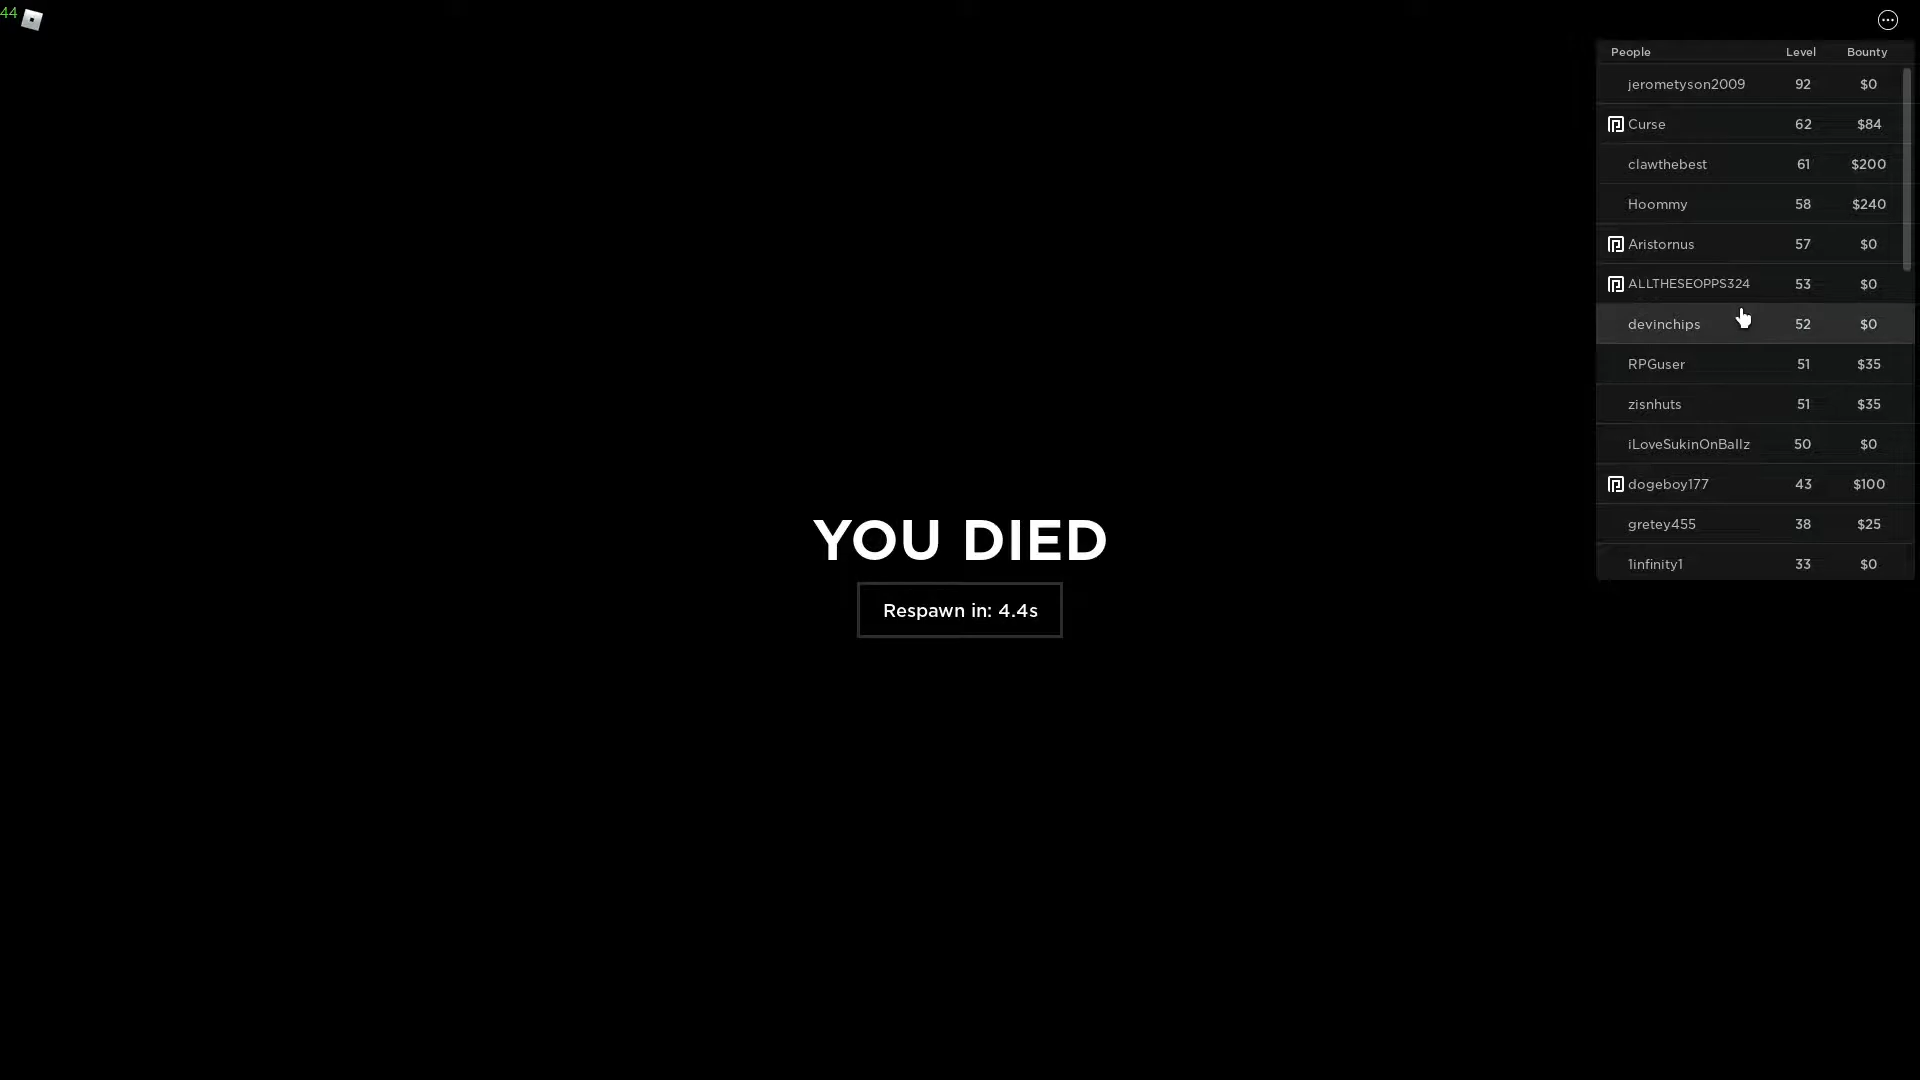 44
People Level Bounty
jerometyson2009 92 $0
Curse 62 $84
clawthebest 61 $200
Hoommy 58 $240
Aristornus 57 $0
ALLTHESEOPPS324 53 $0
devinchips 52 $0
RPGuser 51 $35
zisnhuts 51 $35
iLoveSukinOnBallz 50 $0
dogeboy177 43 $100
gretey455 38 $25
1infinity1 33 $0
YOU DIED
Respawn in: 4.4s